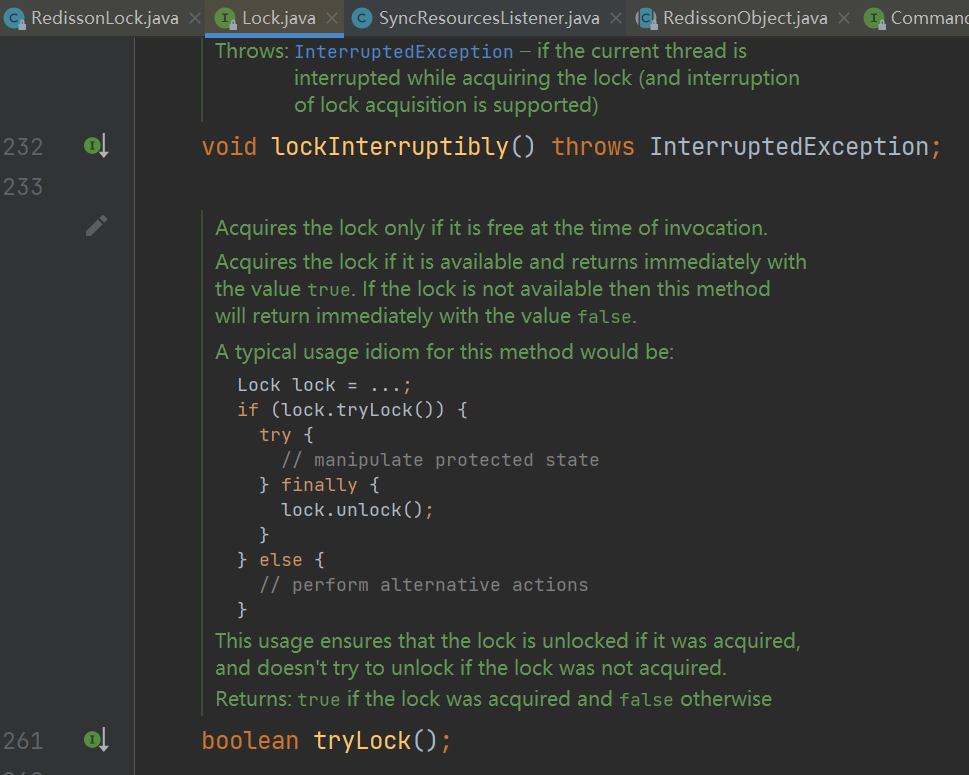 RedissonLock.java Lock.java SyncResourcesListener.java RedissonObject.java Command
Throws: InterruptedException – if the current thread is
interrupted while acquiring the lock (and interruption
of lock acquisition is supported)
232 void lockInterruptibly() throws InterruptedException;
233
Acquires the lock only if it is free at the time of invocation.
Acquires the lock if it is available and returns immediately with
the value true. If the lock is not available then this method
will return immediately with the value false.
A typical usage idiom for this method would be:
Lock lock = ...;
if (lock.tryLock()) {
try {
// manipulate protected state
} finally {
lock.unlock();
}
} else {
// perform alternative actions
}
This usage ensures that the lock is unlocked if it was acquired,
and doesn't try to unlock if the lock was not acquired.
Returns: true if the lock was acquired and false otherwise
261 boolean tryLock();